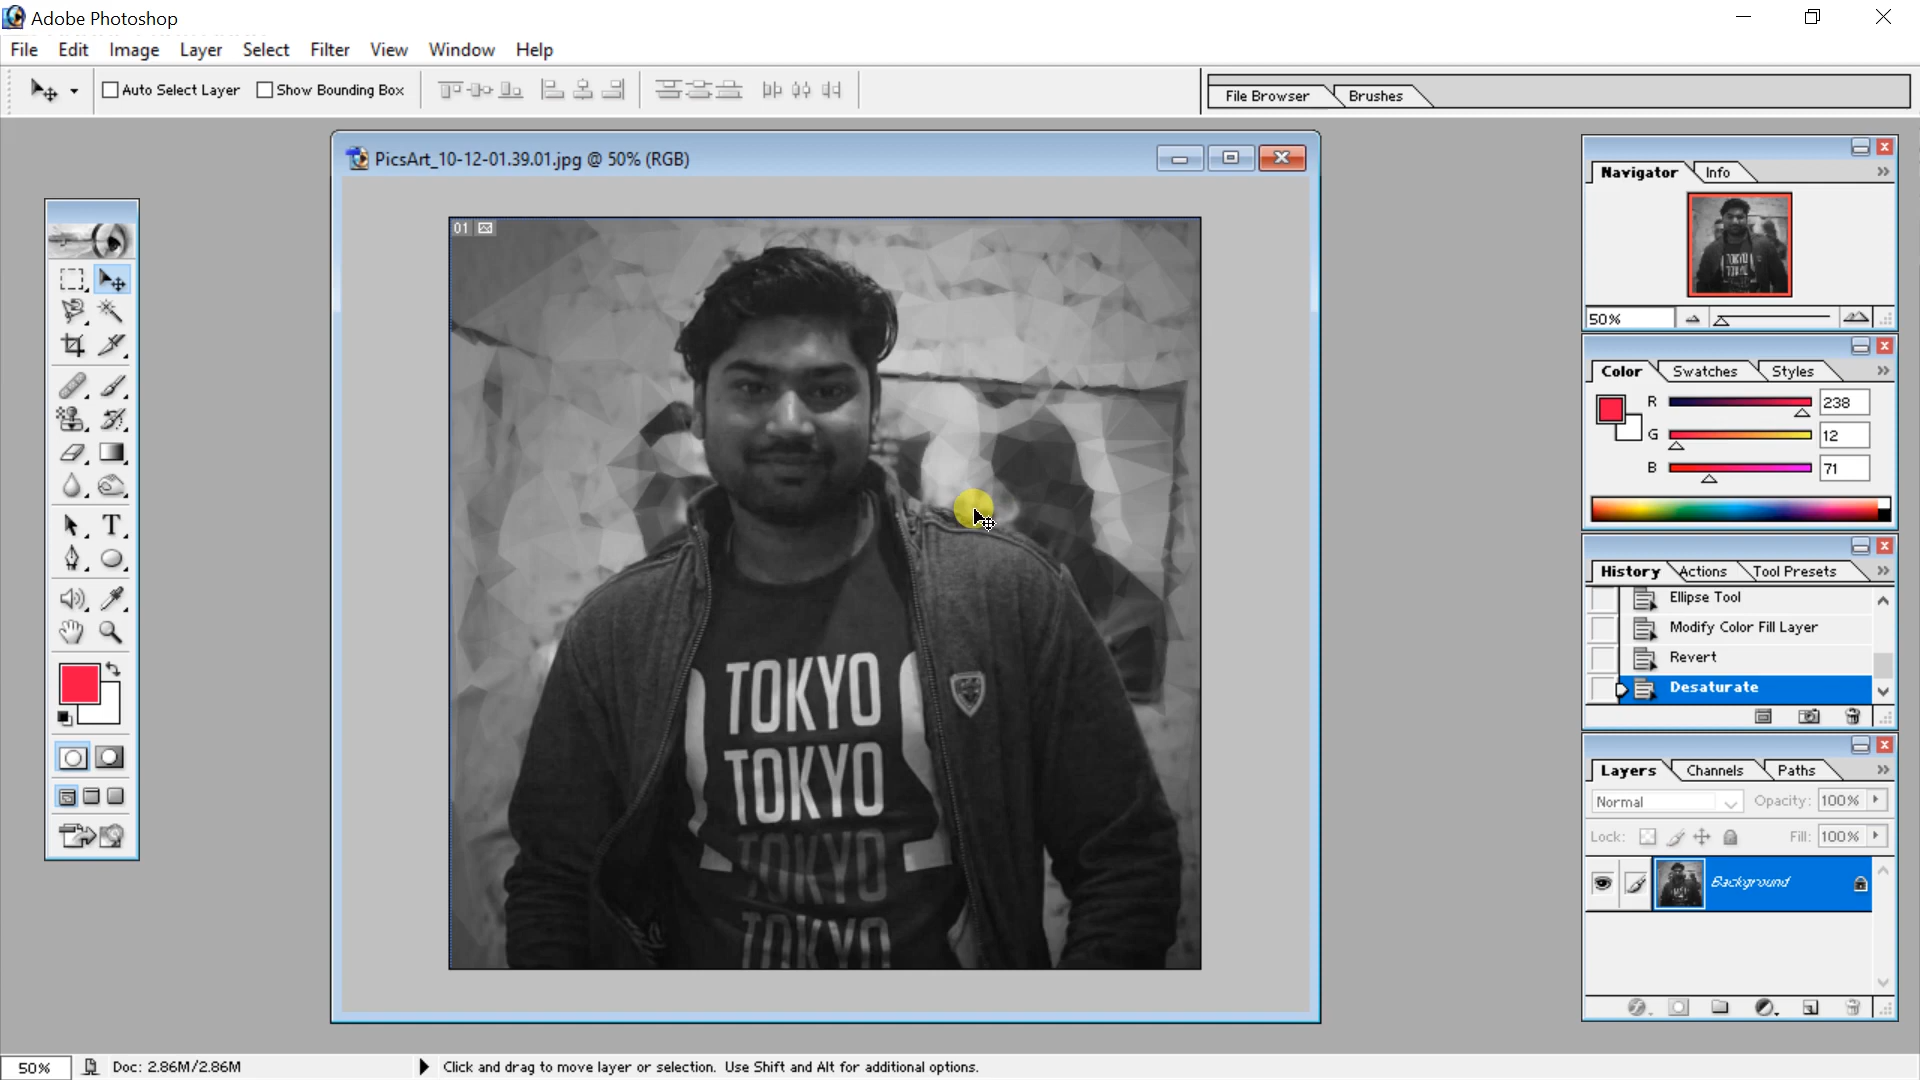 Adobe Photoshop
File Edit Image Layer Select Filter View Window Help
Auto Select Layer Show Bounding Box
File Browser Brushes
PicsArt_10-12-01.39.01.jpg @ 50% (RGB)
01
TOKYO
TOKYO
TOKYO
TOKYO
Navigator Info
50%
Color Swatches Styles
R 238
G 12
B 71
History Actions Tool Presets
Ellipse Tool
Modify Color Fill Layer
Revert
Desaturate
Layers Channels Paths
Normal Opacity: 100%
Lock: Fill: 100%
Background
50% Doc: 2.86M/2.86M Click and drag to move layer or selection. Use Shift and Alt for additional options.